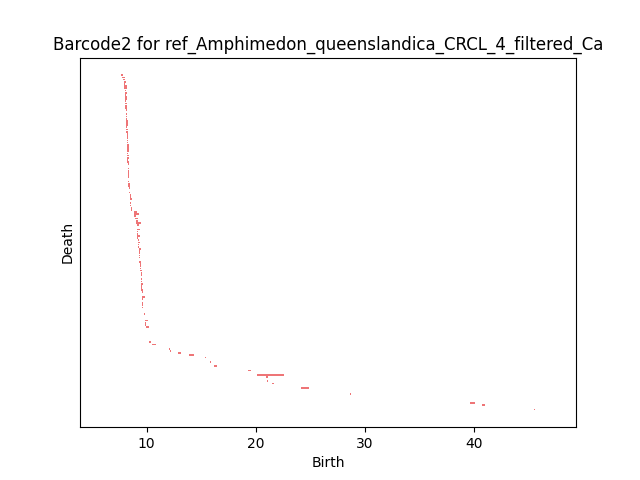 Barcode2 for ref_Amphimedon_queenslandica_CRCL_4_filtered_Ca
Death
10
20
30
40
Birth